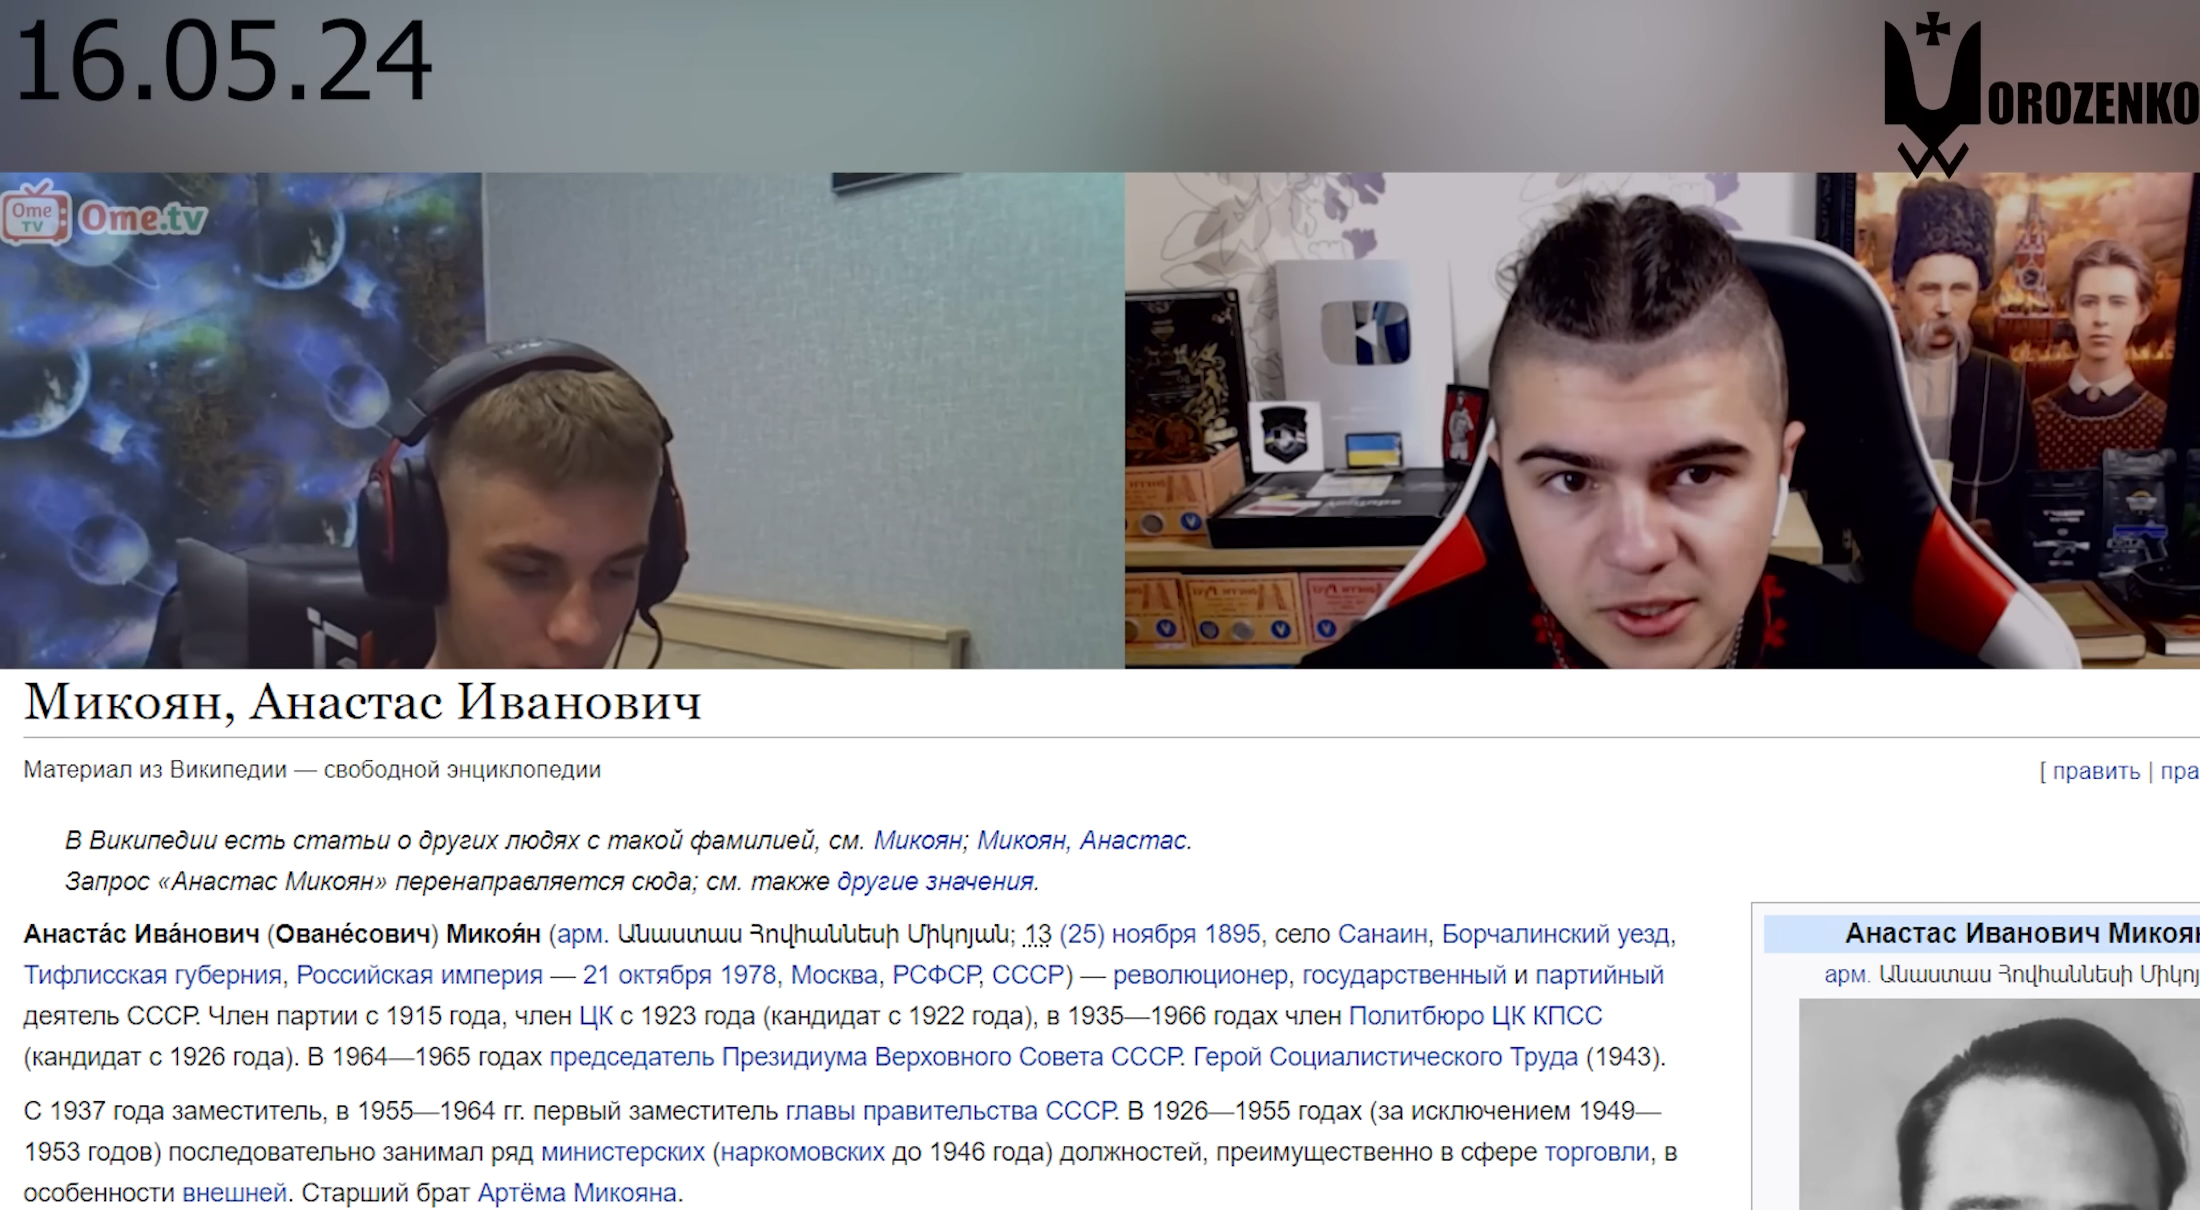 16.05.24
OROZENKO
Ome TV
Ome.tv
Микоян, Анастас Иванович
Материал из Википедии — свободной энциклопедии
[ править | пра
В Википедии есть статьи о других людях с такой фамилией, см. Микоян; Микоян, Анастас.
Запрос «Анастас Микоян» перенаправляется сюда; см. также другие значения.
Анаста́с Ива́нович (Ована́сович) Микоя́н (арм. Անաստաս Հովհաննեսի Միկոյան; 13 (25) ноября 1895, село Санаин, Борчалинский уезд,
Тифлисская губерния, Российская империя — 21 октября 1978, Москва, РСФСР, СССР) — революционер, государственный и партийный
деятель СССР. Член партии с 1915 года, член ЦК с 1923 года (кандидат с 1922 года), в 1935—1966 годах член Политбюро ЦК КПСС
(кандидат с 1926 года). В 1964—1965 годах председатель Президиума Верховного Совета СССР. Герой Социалистического Труда (1943).
С 1937 года заместитель, в 1955—1964 гг. первый заместитель главы правительства СССР. В 1926—1955 годах (за исключением 1949—
1953 годов) последовательно занимал ряд министерских (наркомовских до 1946 года) должностей, преимущественно в сфере торговли, в
особенности внешней. Старший брат Артёма Микояна.
Анастас Иванович Микоян
арм. Անաստաս Հովհաննեսի Միկոյ